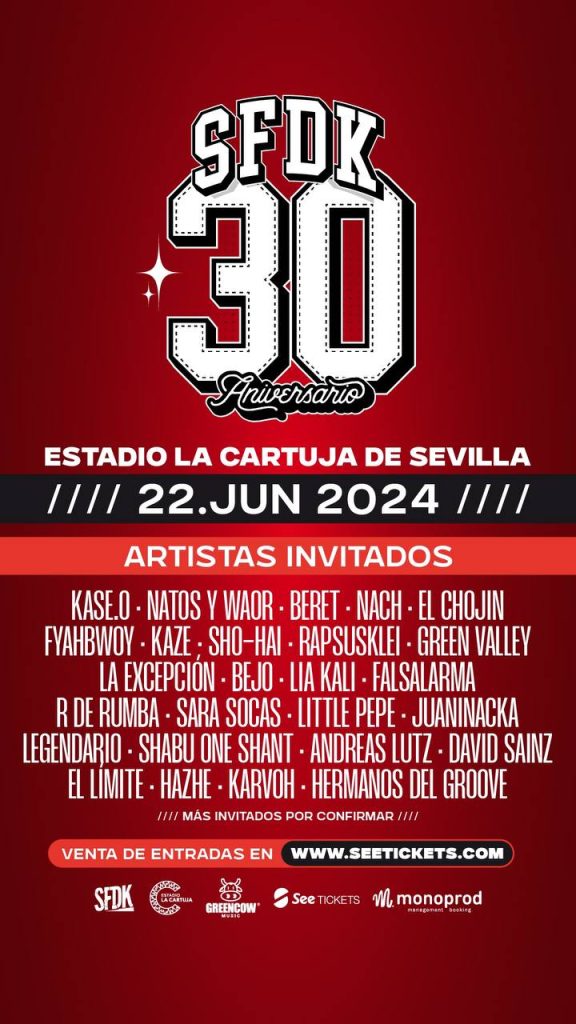 SFDK
30
Aniversario
ESTADIO LA CARTUJA DE SEVILLA
//// 22.JUN 2024 ////
ARTISTAS INVITADOS
KASE.O · NATOS Y WAOR · BERET · NACH · EL CHOJIN
FYAHBWOY · KAZE ; SHO-HAI · RAPSUSKLEI · GREEN VALLEY
LA EXCEPCIÓN · BEJO · LIA KALI · FALSALARMA
R DE RUMBA · SARA SOCAS · LITTLE PEPE · JUANINACKA
LEGENDARIO · SHABU ONE SHANT · ANDREAS LUTZ · DAVID SAINZ
EL LÍMITE · HAZHE · KARVOH · HERMANOS DEL GROOVE
//// MÁS INVITADOS POR CONFIRMAR ////
VENTA DE ENTRADAS EN WWW.SEETICKETS.COM
SFDK
ESTADIO
LA CARTUJA
GREENCOW
MUSIC
See TICKETS
m. monoprod
management booking